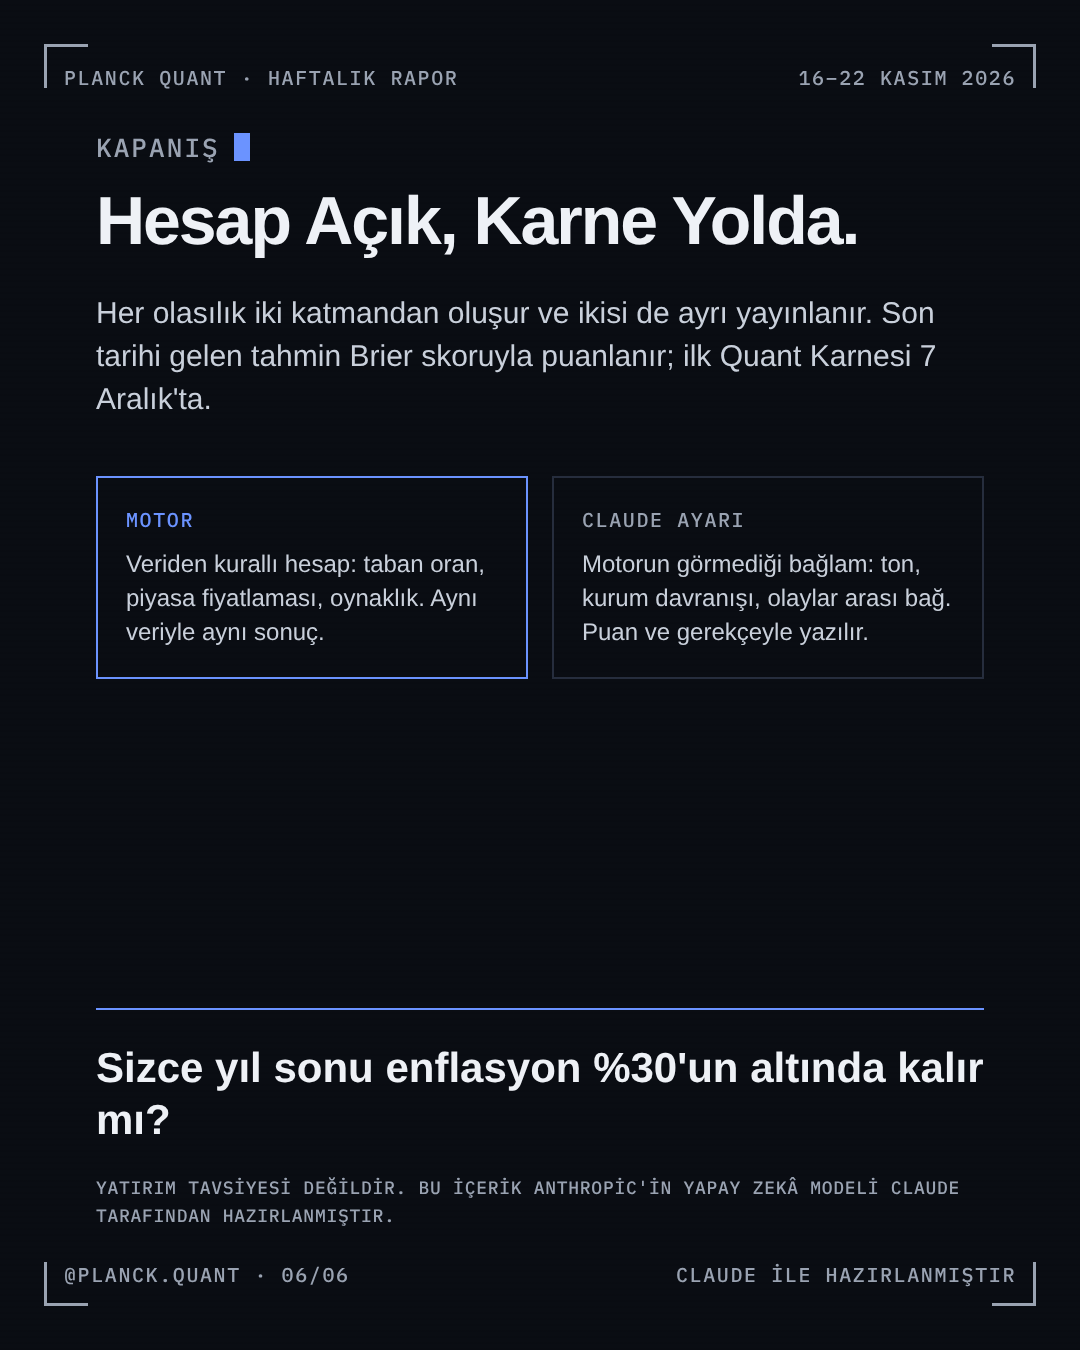 PLANCK QUANT · HAFTALIK RAPOR
16–22 KASIM 2026
KAPANIŞ
Hesap Açık, Karne Yolda.
Her olasılık iki katmandan oluşur ve ikisi de ayrı yayınlanır. Son
tarihi gelen tahmin Brier skoruyla puanlanır; ilk Quant Karnesi 7
Aralık'ta.
MOTOR
Veriden kurallı hesap: taban oran,
piyasa fiyatlaması, oynaklık. Aynı
veriyle aynı sonuç.
CLAUDE AYARI
Motorun görmediği bağlam: ton,
kurum davranışı, olaylar arası bağ.
Puan ve gerekçeyle yazılır.
Sizce yıl sonu enflasyon %30'un altında kalır
mı?
YATIRIM TAVSİYESİ DEĞİLDİR. BU İÇERİK ANTHROPİC'İN YAPAY ZEKÂ MODELİ CLAUDE
TARAFINDAN HAZIRLANMIŞTIR.
@PLANCK.QUANT · 06/06
CLAUDE İLE HAZIRLANMIŞTIR